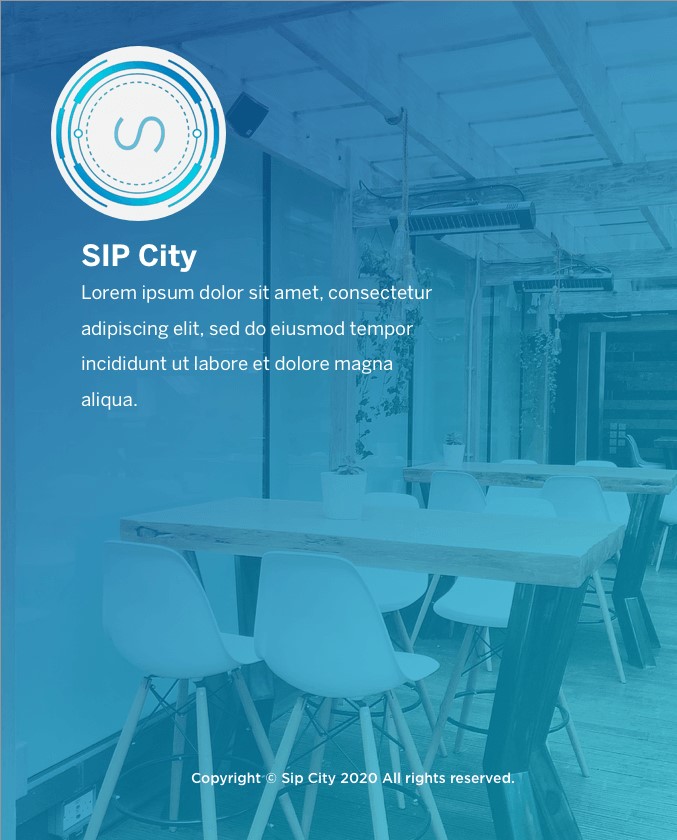 SIP City
Lorem ipsum dolor sit amet, consectetur
adipiscing elit, sed do eiusmod tempor
incididunt ut labore et dolore magna
aliqua.
Copyright © Sip City 2020 All rights reserved.